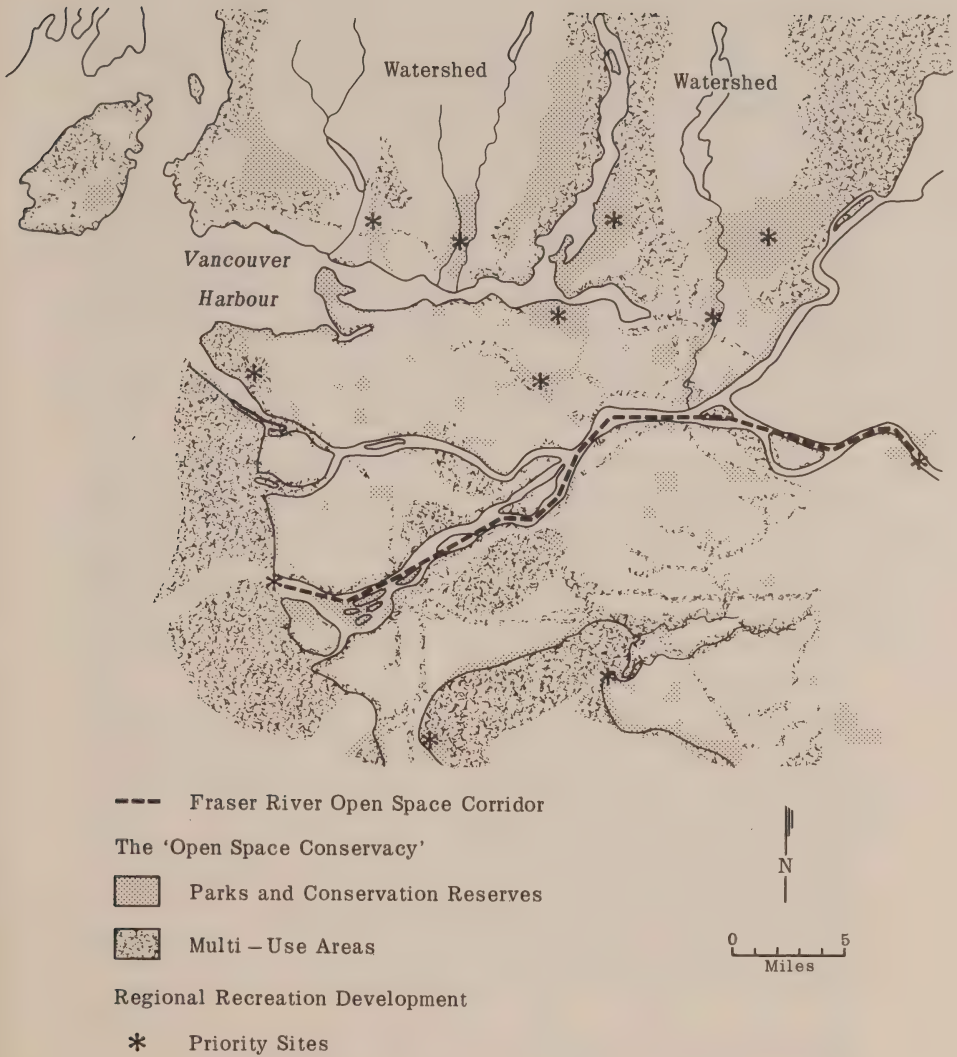 Watershed
Watershed
Vancouver
Harbour
Fraser River Open Space Corridor
The 'Open Space Conservacy'
Parks and Conservation Reserves
Multi – Use Areas
Regional Recreation Development
Priority Sites
N
0 5
Miles